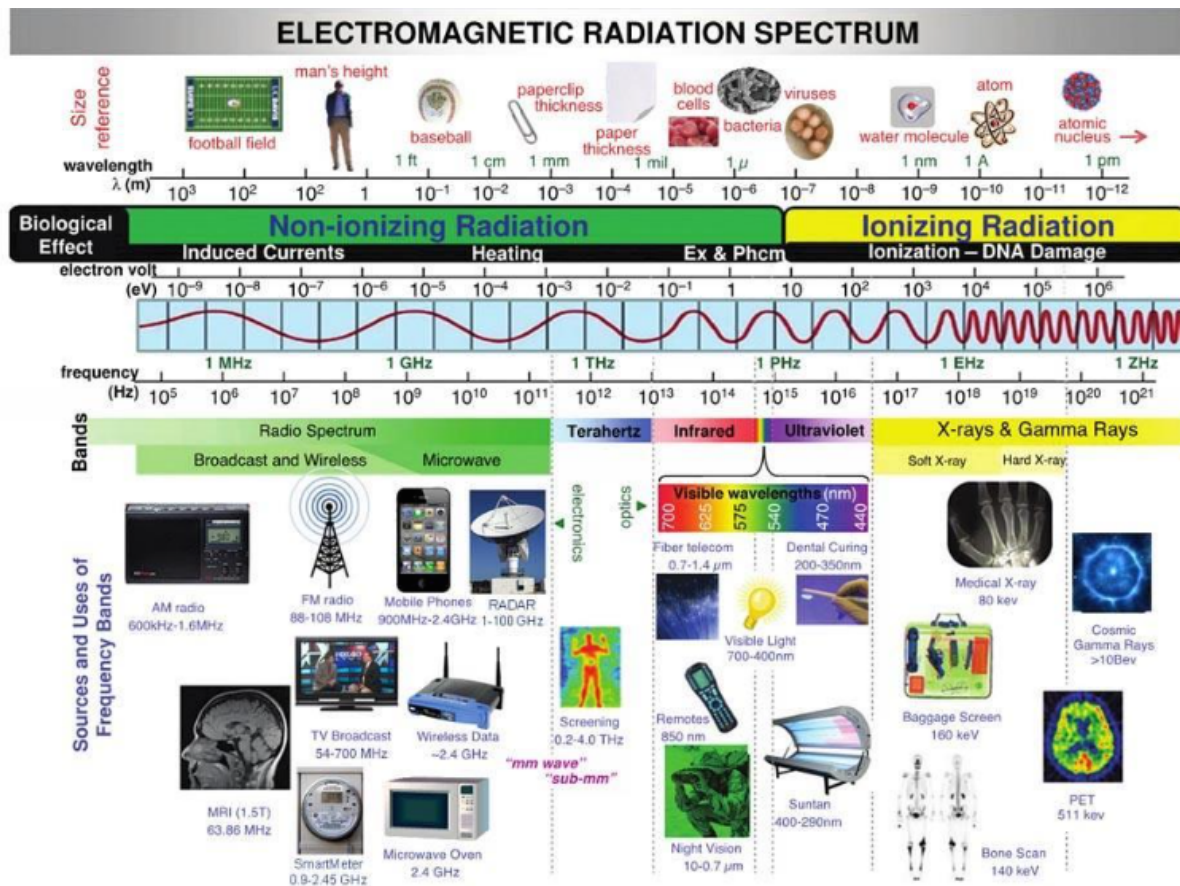 ELECTROMAGNETIC RADIATION SPECTRUM
Size
reference
football field
man's height
baseball
paperclip
thickness
paper
thickness
blood
cells
bacteria
viruses
water molecule
atom
atomic
nucleus
wavelength
λ (m)
1 ft 1 cm 1 mm 1 mil 1 µ 1 nm 1 A 1 pm
10³ 10² 10² 1 10⁻¹ 10⁻² 10⁻³ 10⁻⁴ 10⁻⁵ 10⁻⁶ 10⁻⁷ 10⁻⁸ 10⁻⁹ 10⁻¹⁰ 10⁻¹¹ 10⁻¹²
Biological
Effect
Non-ionizing Radiation Ionizing Radiation
Induced Currents Heating Ex & Phcm Ionization – DNA Damage
electron volt
(eV) 10⁻⁹ 10⁻⁸ 10⁻⁷ 10⁻⁶ 10⁻⁵ 10⁻⁴ 10⁻³ 10⁻² 10⁻¹ 1 10 10² 10³ 10⁴ 10⁵ 10⁶
frequency
(Hz)
1 MHz 1 GHz 1 THz 1 PHz 1 EHz 1 ZHz
10⁵ 10⁶ 10⁷ 10⁸ 10⁹ 10¹⁰ 10¹¹ 10¹² 10¹³ 10¹⁴ 10¹⁵ 10¹⁶ 10¹⁷ 10¹⁸ 10¹⁹ 10²⁰ 10²¹
Bands
Radio Spectrum Terahertz Infrared Ultraviolet X-rays & Gamma Rays
Broadcast and Wireless Microwave Soft X-ray Hard X-ray
Sources and Uses of
Frequency Bands
electronics
optics
Visible wavelengths (nm)
700 625 575 540 470 440
AM radio
600kHz-1.6MHz
FM radio
88-108 MHz
Mobile Phones
900MHz-2.4GHz
RADAR
1-100 GHz
Fiber telecom
0.7-1.4 µm
Dental Curing
200-350nm
Visible Light
700-400nm
Medical X-ray
80 kev
Cosmic
Gamma Rays
>10Bev
TV Broadcast
54-700 MHz
Wireless Data
~2.4 GHz
Screening
0.2-4.0 THz
"mm wave"
"sub-mm"
Remotes
850 nm
Baggage Screen
160 keV
MRI (1.5T)
63.86 MHz
SmartMeter
0.9-2.45 GHz
Microwave Oven
2.4 GHz
Night Vision
10-0.7 µm
Suntan
400-290nm
Bone Scan
140 keV
PET
511 kev